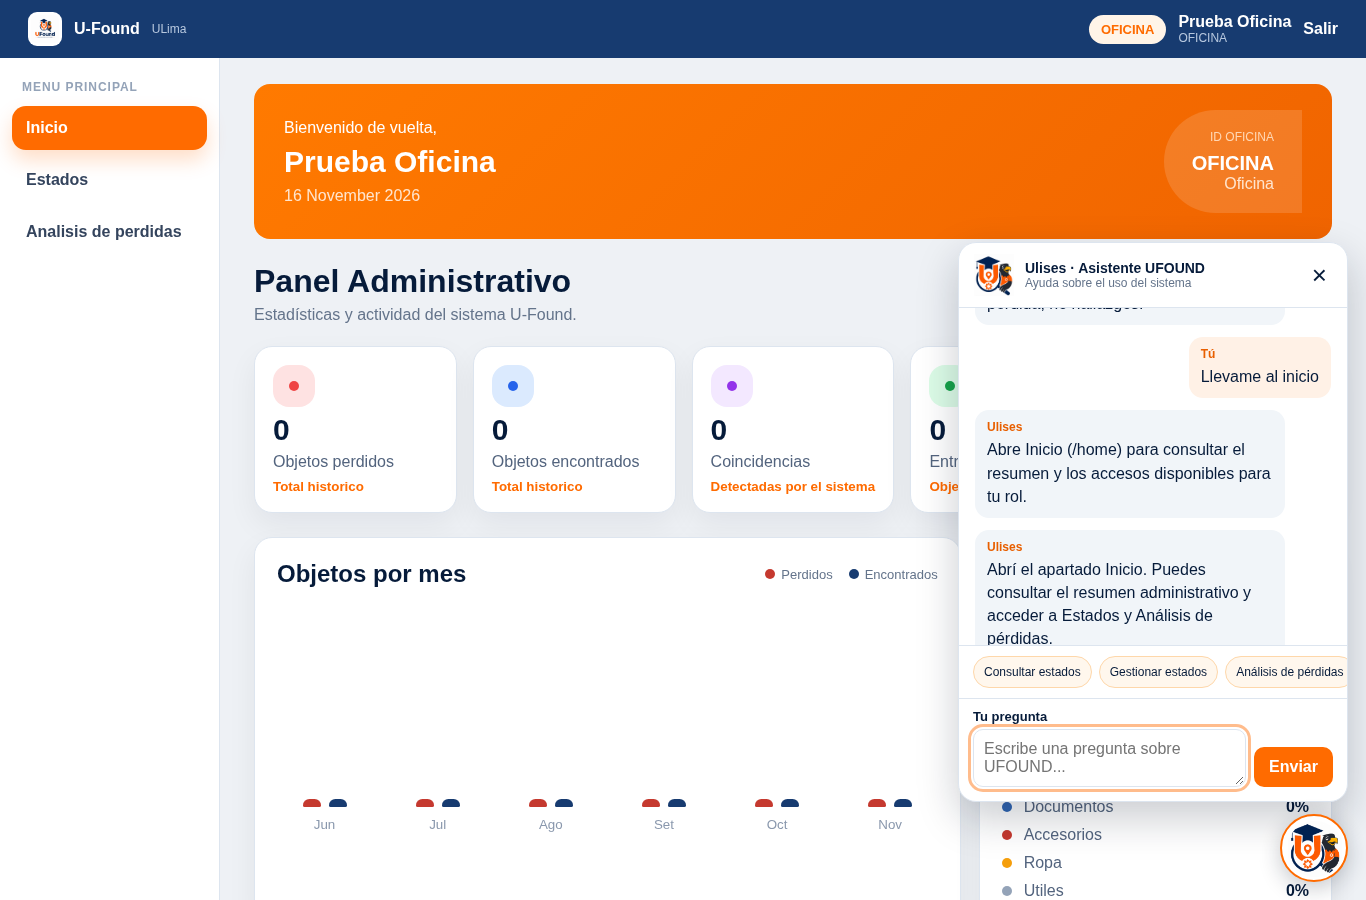 U-Found ULima
OFICINA
Prueba Oficina
OFICINA
Salir
MENU PRINCIPAL
Inicio
Estados
Analisis de perdidas
Bienvenido de vuelta,
Prueba Oficina
16 November 2026
ID OFICINA
OFICINA
Oficina
Panel Administrativo
Estadísticas y actividad del sistema U-Found.
0
Objetos perdidos
Total historico
0
Objetos encontrados
Total historico
0
Coincidencias
Detectadas por el sistema
0
Objetos por mes
Perdidos
Encontrados
Jun
Jul
Ago
Set
Oct
Nov
Ulises · Asistente UFOUND
Ayuda sobre el uso del sistema
✕
Tú
Llevame al inicio
Ulises
Abre Inicio (/home) para consultar el
resumen y los accesos disponibles para
tu rol.
Ulises
Abrí el apartado Inicio. Puedes
consultar el resumen administrativo y
acceder a Estados y Análisis de
pérdidas.
Consultar estados
Gestionar estados
Análisis de pérdidas
Tu pregunta
Escribe una pregunta sobre
UFOUND...
Enviar
Documentos 0%
Accesorios
Ropa
Utiles 0%